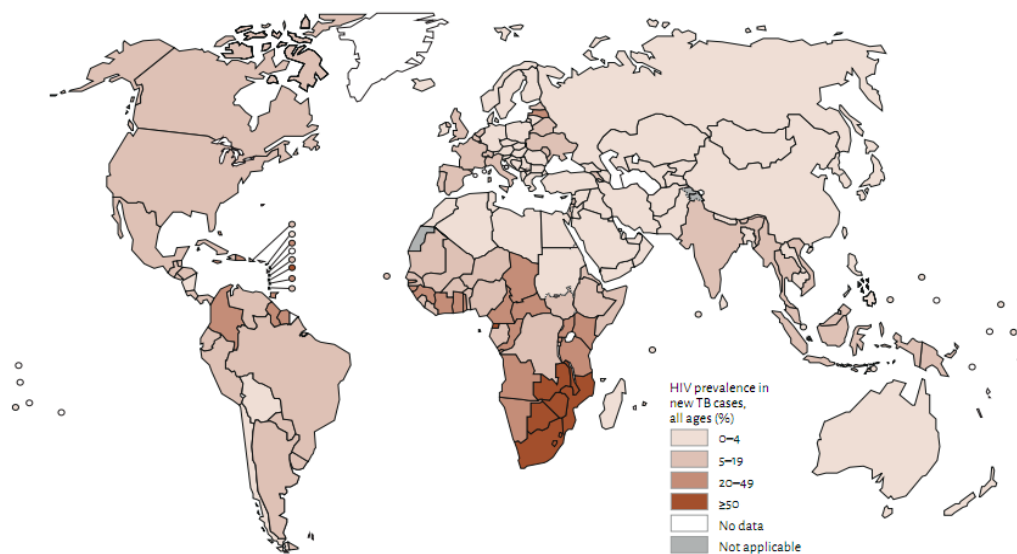 HIV prevalence in
new TB cases,
all ages (%)
0–4
5–19
20–49
≥50
No data
Not applicable